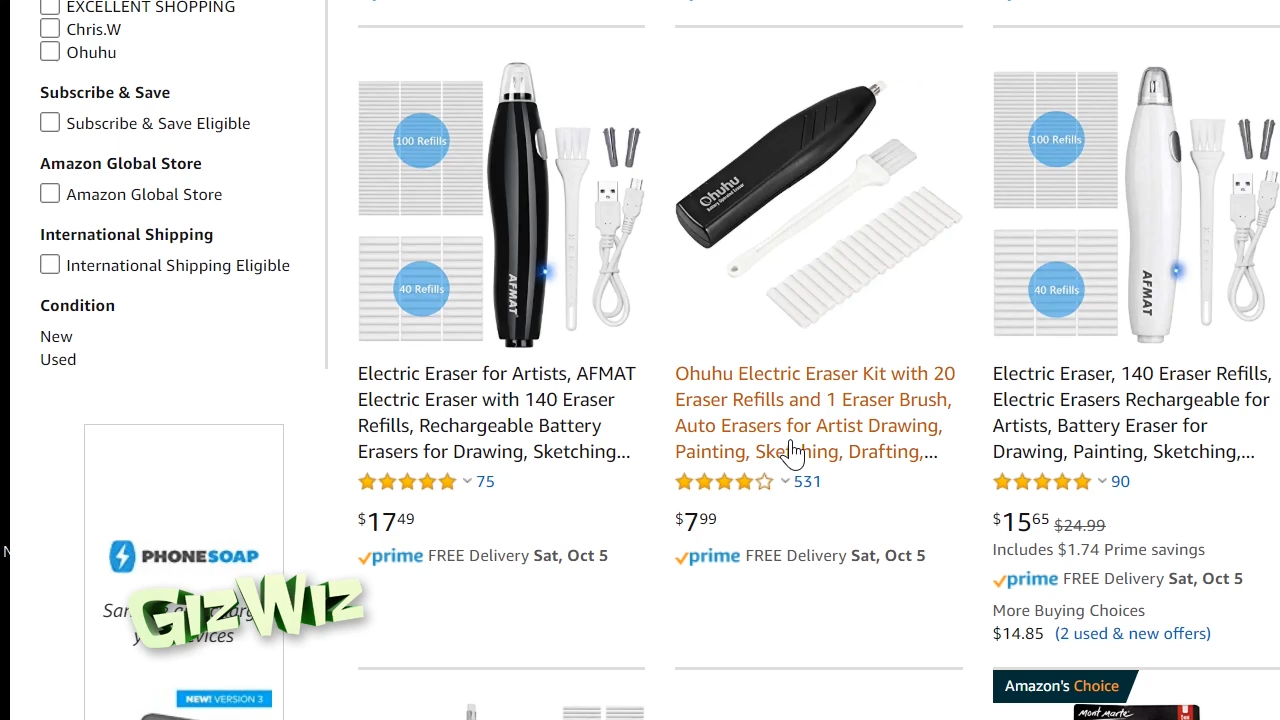 EXCELLENT SHOPPING
Chris.W
Ohuhu
Subscribe & Save
Subscribe & Save Eligible
Amazon Global Store
Amazon Global Store
International Shipping
International Shipping Eligible
Condition
New
Used
PHONESOAP
GizWiz
NEW! VERSION 3
100 Refills
40 Refills
AFMAT
Electric Eraser for Artists, AFMAT
Electric Eraser with 140 Eraser
Refills, Rechargeable Battery
Erasers for Drawing, Sketching...
75
$17 49
prime FREE Delivery Sat, Oct 5
Ohuhu
Battery Operated Eraser
Ohuhu Electric Eraser Kit with 20
Eraser Refills and 1 Eraser Brush,
Auto Erasers for Artist Drawing,
Painting, Sketching, Drafting,...
531
$7 99
prime FREE Delivery Sat, Oct 5
100 Refills
40 Refills
AFMAT
Electric Eraser, 140 Eraser Refills,
Electric Erasers Rechargeable for
Artists, Battery Eraser for
Drawing, Painting, Sketching,...
90
$15 65 $24.99
Includes $1.74 Prime savings
prime FREE Delivery Sat, Oct 5
More Buying Choices
$14.85 (2 used & new offers)
Amazon's Choice
Mont Marte